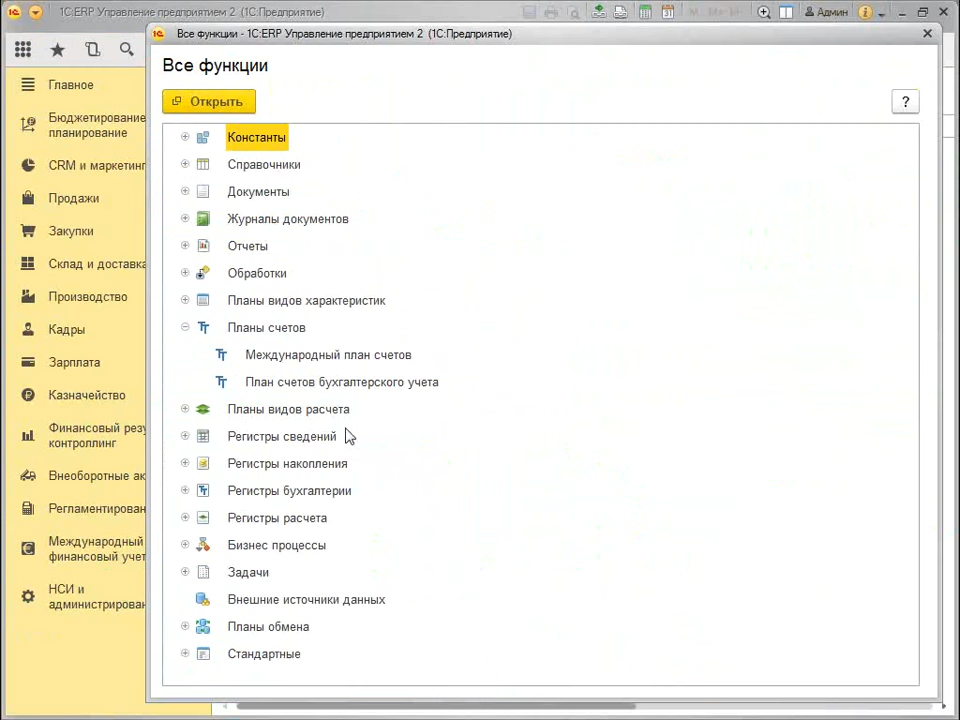 1С:ERP Управление предприятием 2 (1С:Предприятие)
M M+ M-
Админ
Все функции - 1С:ERP Управление предприятием 2 (1С:Предприятие)
Все функции
Открыть
?
Главное
Бюджетирование
планирование
CRM и маркетинг
Продажи
Закупки
Склад и доставка
Производство
Кадры
Зарплата
Казначейство
Финансовый резу
контроллинг
Внеоборотные ак
Регламентирован
Международный
финансовый учет
НСИ и
администрирован
Константы
Справочники
Документы
Журналы документов
Отчеты
Обработки
Планы видов характеристик
Планы счетов
Международный план счетов
План счетов бухгалтерского учета
Планы видов расчета
Регистры сведений
Регистры накопления
Регистры бухгалтерии
Регистры расчета
Бизнес процессы
Задачи
Внешние источники данных
Планы обмена
Стандартные